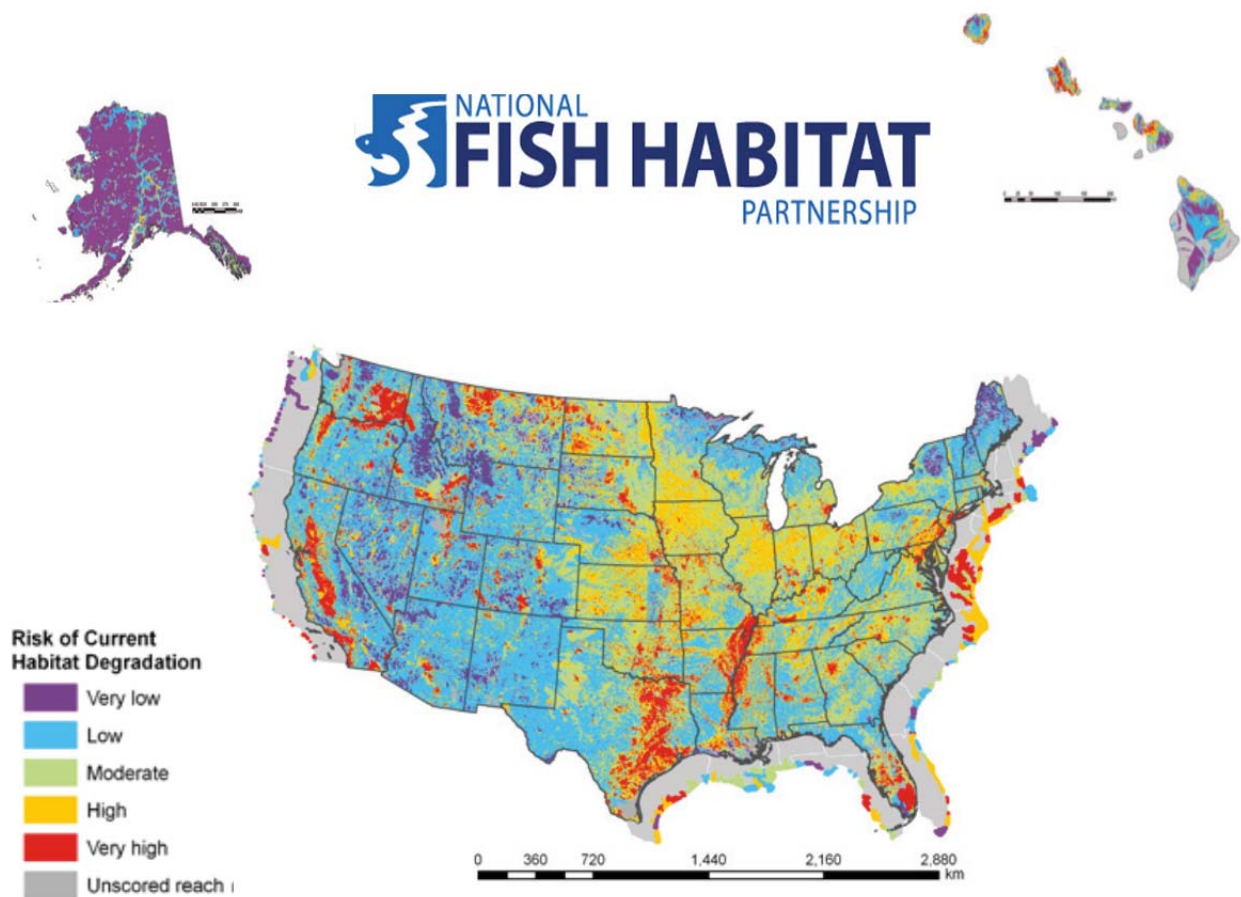 NATIONAL
FISH HABITAT
PARTNERSHIP
Risk of Current
Habitat Degradation
Very low
Low
Moderate
High
Very high
Unscored reach
0 360 720 1,440 2,160 2,880
km